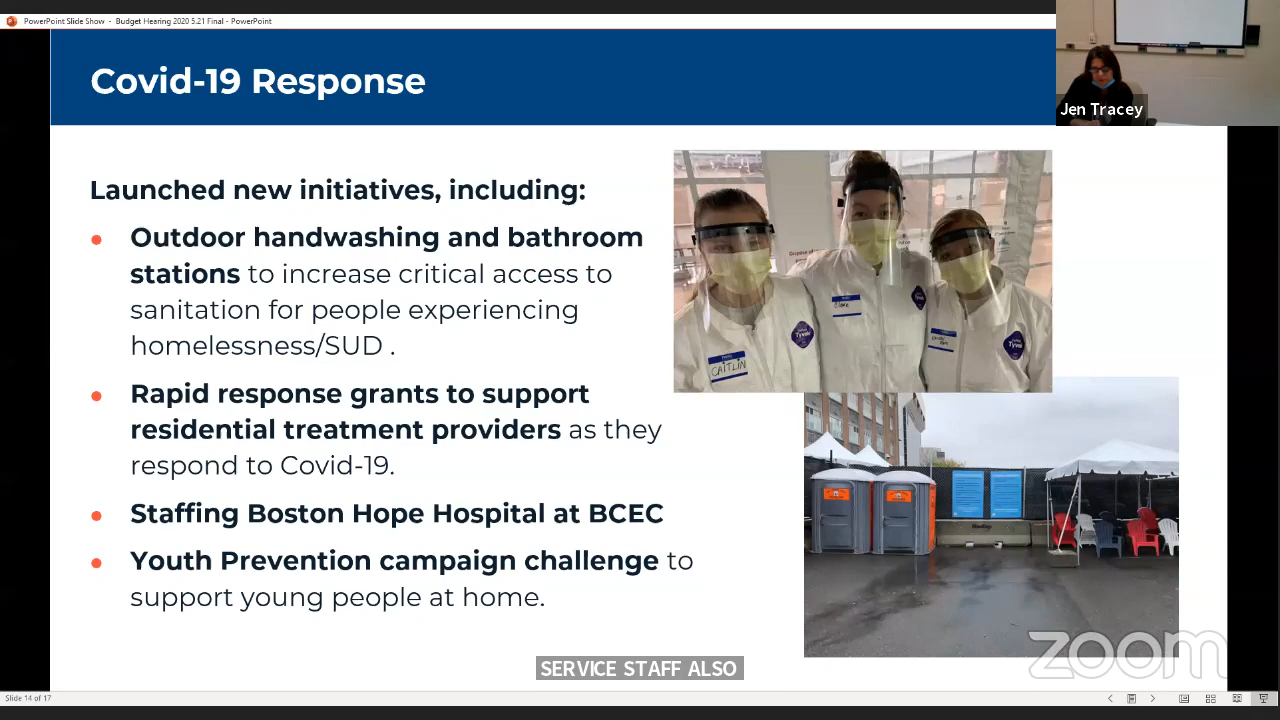 PowerPoint Slide Show - Budget Hearing 2020 5.21 Final - PowerPoint
Covid-19 Response
Jen Tracey
Launched new initiatives, including:
Outdoor handwashing and bathroom
stations to increase critical access to
sanitation for people experiencing
homelessness/SUD .
Rapid response grants to support
residential treatment providers as they
respond to Covid-19.
Staffing Boston Hope Hospital at BCEC
Youth Prevention campaign challenge to
support young people at home.
CAITLIN
Tyvek
Claire
Tyvek
zoom
SERVICE STAFF ALSO
Slide 14 of 17